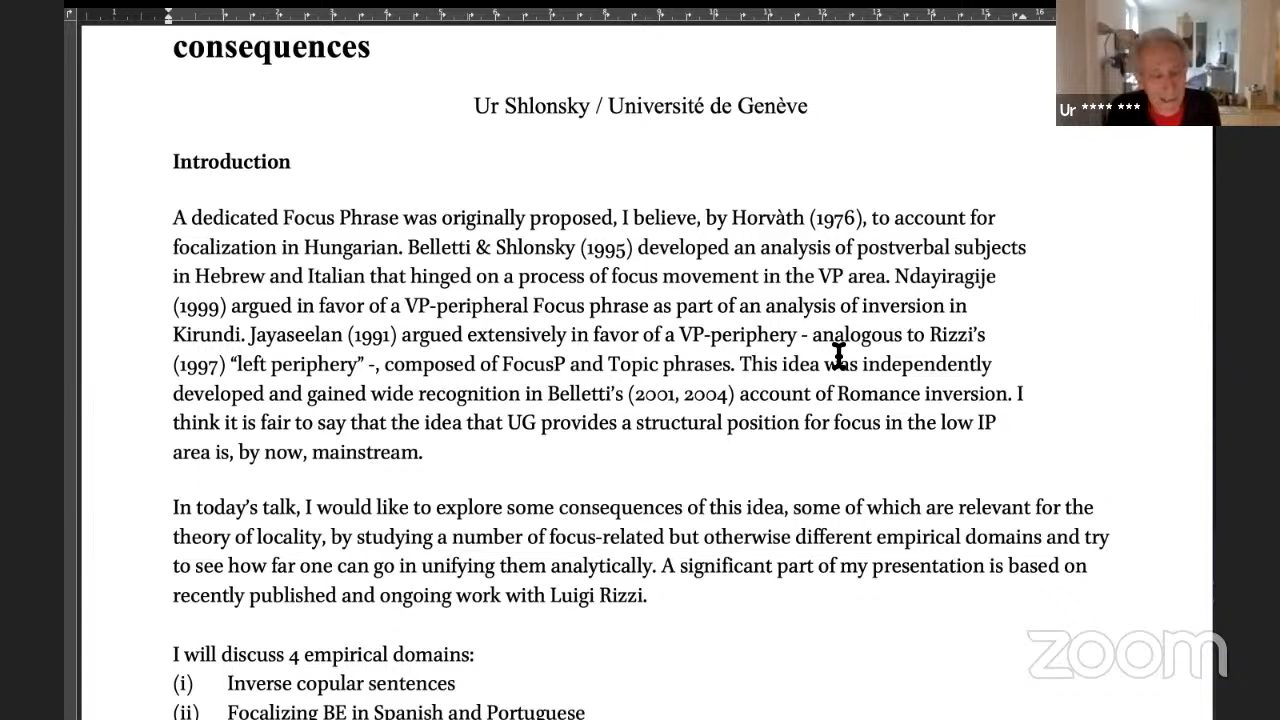 consequences
Ur Shlonsky / Université de Genève
Ur **** ***
Introduction
A dedicated Focus Phrase was originally proposed, I believe, by Horvàth (1976), to account for
focalization in Hungarian. Belletti & Shlonsky (1995) developed an analysis of postverbal subjects
in Hebrew and Italian that hinged on a process of focus movement in the VP area. Ndayiragije
(1999) argued in favor of a VP-peripheral Focus phrase as part of an analysis of inversion in
Kirundi. Jayaseelan (1991) argued extensively in favor of a VP-periphery - analogous to Rizzi's
(1997) “left periphery” -, composed of FocusP and Topic phrases. This idea was independently
developed and gained wide recognition in Belletti's (2001, 2004) account of Romance inversion. I
think it is fair to say that the idea that UG provides a structural position for focus in the low IP
area is, by now, mainstream.
In today's talk, I would like to explore some consequences of this idea, some of which are relevant for the
theory of locality, by studying a number of focus-related but otherwise different empirical domains and try
to see how far one can go in unifying them analytically. A significant part of my presentation is based on
recently published and ongoing work with Luigi Rizzi.
I will discuss 4 empirical domains:
(i) Inverse copular sentences
(ii) Focalizing BE in Spanish and Portuguese
zoom